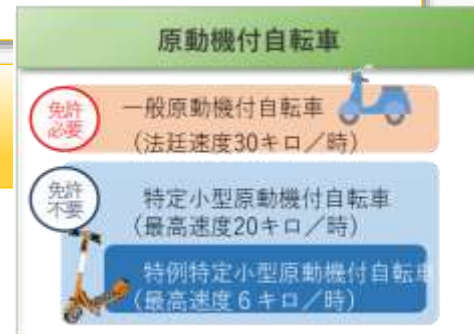 原動機付自転車
免許
必要
一般原動機付自転車
(法廷速度30キロ/時)
免許
不要
特定小型原動機付自転車
(最高速度20キロ/時)
特例特定小型原動機付自転車
(最高速度6キロ/時)